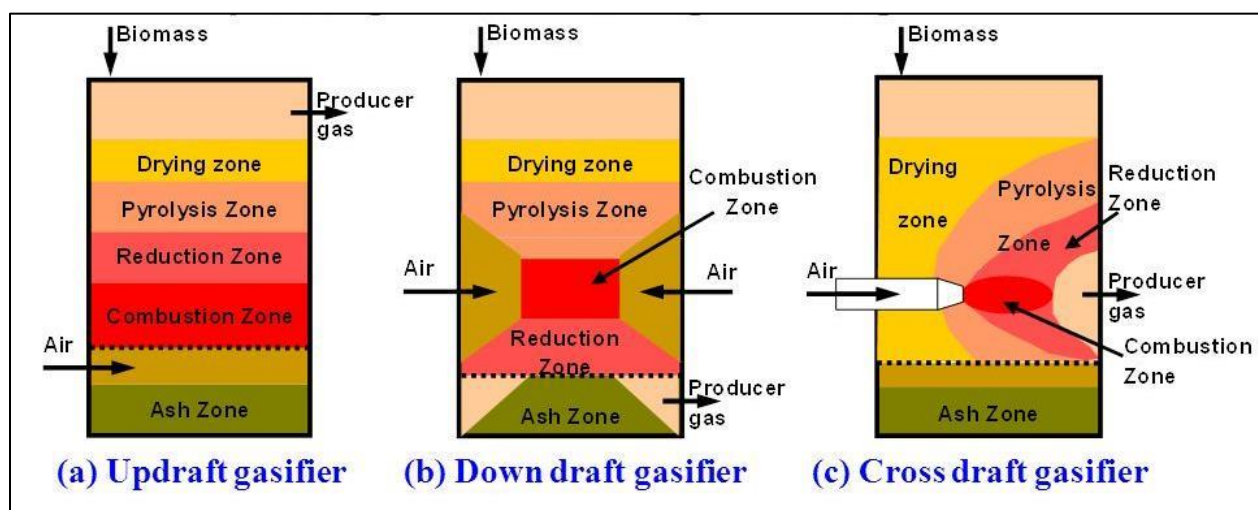 Biomass
Producer
gas
Drying zone
Pyrolysis Zone
Reduction Zone
Combustion Zone
Air
Ash Zone
(a) Updraft gasifier
Biomass
Drying zone
Combustion
Zone
Pyrolysis Zone
Air
Air
Reduction
Zone
Producer
gas
Ash Zone
(b) Down draft gasifier
Biomass
Drying
zone
Pyrolysis
Zone
Reduction
Zone
Air
Producer
gas
Combustion
Zone
Ash Zone
(c) Cross draft gasifier